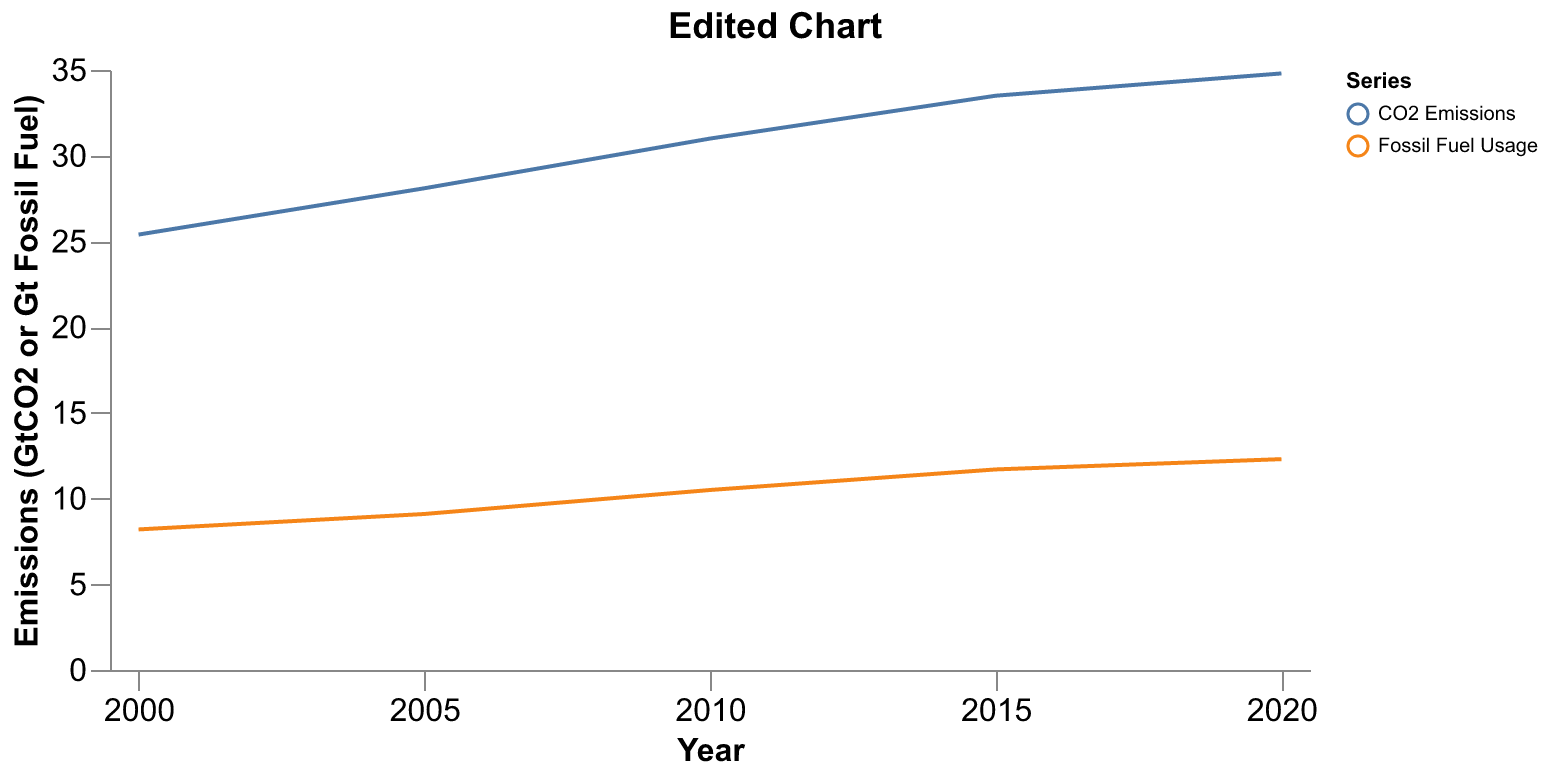 Edited Chart
Emissions (GtCO2 or Gt Fossil Fuel)
35
30
25
20
15
10
5
0
2000 2005 2010 2015 2020
Year
Series
CO2 Emissions
Fossil Fuel Usage